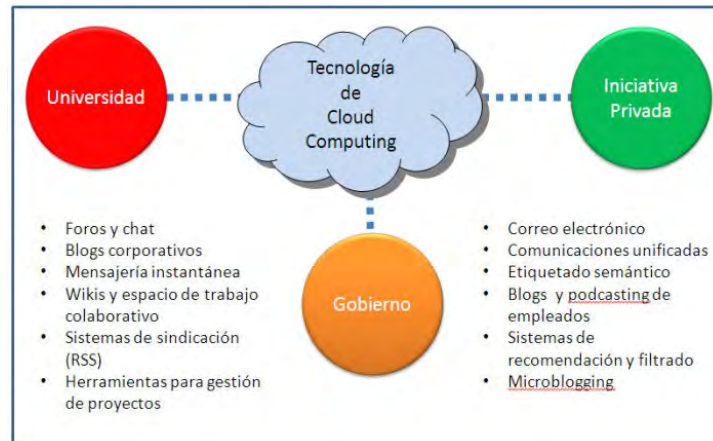 Universidad
Tecnología
de
Cloud
Computing
Iniciativa
Privada
Gobierno
• Foros y chat
• Blogs corporativos
• Mensajería instantánea
• Wikis y espacio de trabajo
colaborativo
• Sistemas de sindicación
(RSS)
• Herramientas para gestión
de proyectos
• Correo electrónico
• Comunicaciones unificadas
• Etiquetado semántico
• Blogs y podcasting de
empleados
• Sistemas de
recomendación y filtrado
• Microblogging